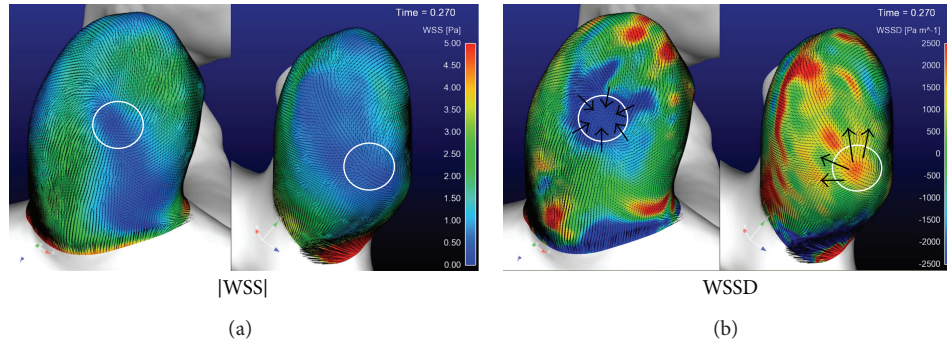 Time = 0.270
WSS [Pa]
5.00
4.50
4.00
3.50
3.00
2.50
2.00
1.50
1.00
0.50
0.00
|WSS|
(a)
Time = 0.270
WSSD [Pa m^-1]
2500
2000
1500
1000
500
0
-500
-1000
-1500
-2000
-2500
WSSD
(b)